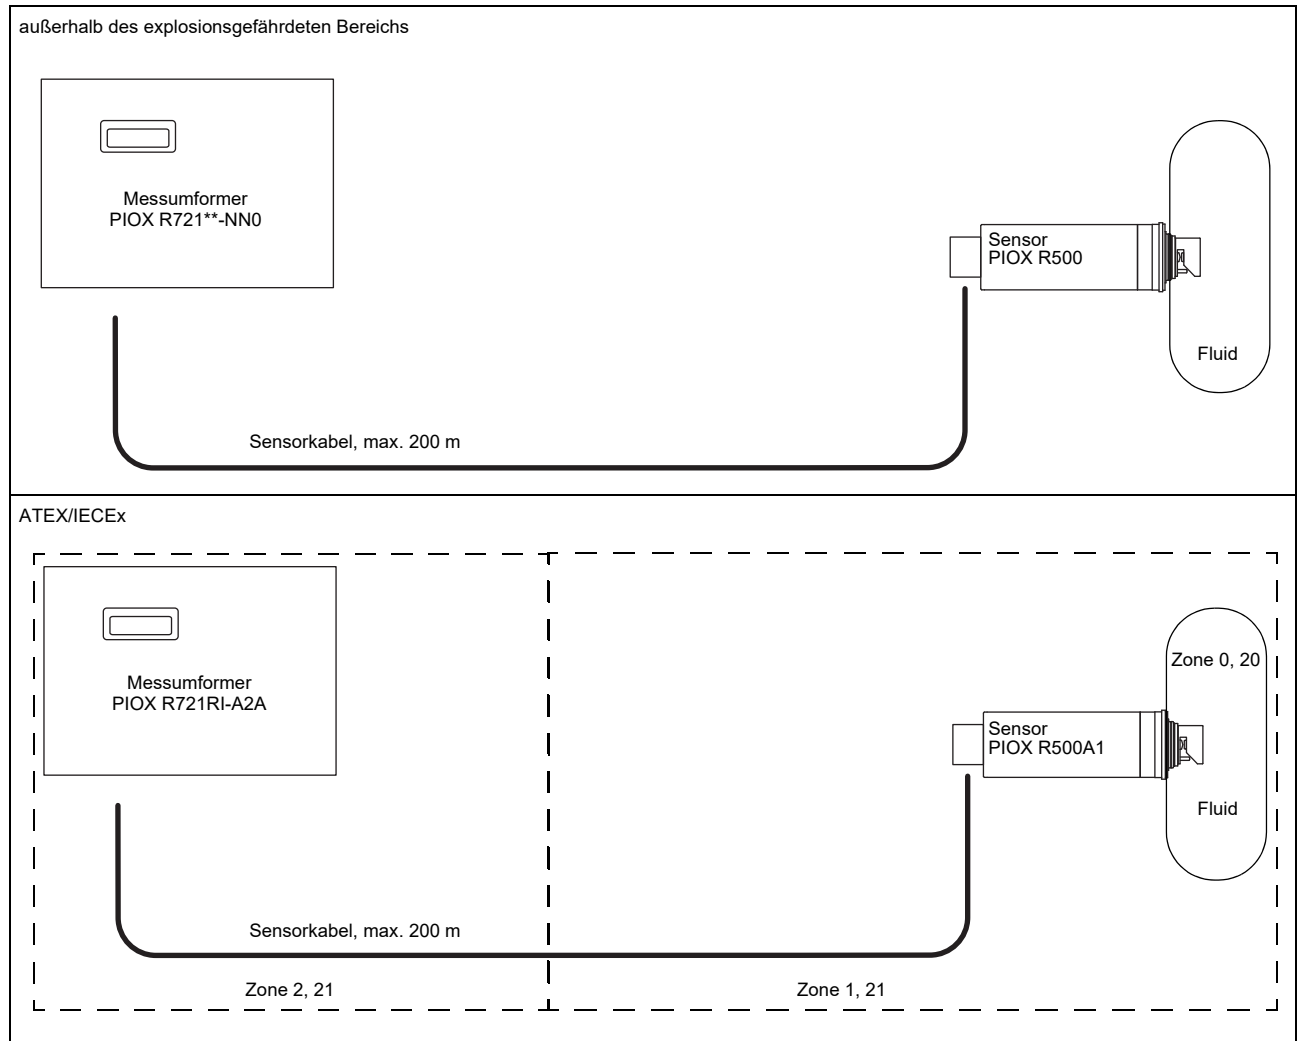 außerhalb des explosionsgefährdeten Bereichs
Messumformer
PIOX R721**-NN0
Sensor
PIOX R500
Fluid
Sensorkabel, max. 200 m
ATEX/IECEx
Messumformer
PIOX R721RI-A2A
Zone 0, 20
Sensor
PIOX R500A1
Fluid
Sensorkabel, max. 200 m
Zone 2, 21
Zone 1, 21